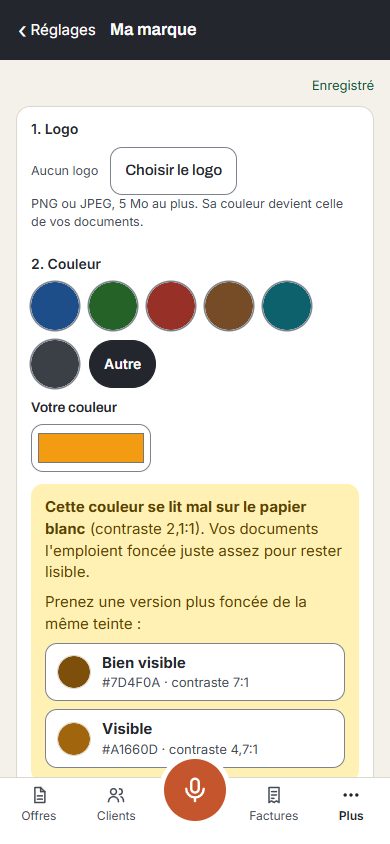 ‹ Réglages Ma marque
Enregistré
1. Logo
Aucun logo Choisir le logo
PNG ou JPEG, 5 Mo au plus. Sa couleur devient celle
de vos documents.
2. Couleur
Autre
Votre couleur
Cette couleur se lit mal sur le papier
blanc (contraste 2,1:1). Vos documents
l'emploient foncée juste assez pour rester
lisible.
Prenez une version plus foncée de la
même teinte :
Bien visible
#7D4F0A · contraste 7:1
Visible
#A1660D · contraste 4,7:1
Offres Clients Factures Plus